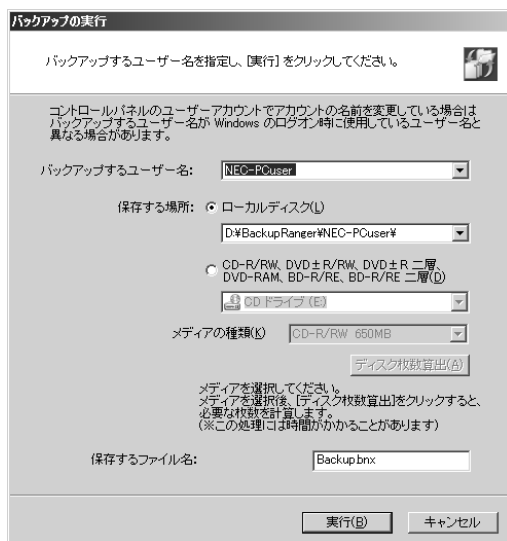 バックアップの実行
バックアップするユーザー名を指定し、[実行]をクリックしてください。
コントロールパネルのユーザーアカウントでアカウントの名前を変更している場合は
バックアップするユーザー名が Windows のログオン時に使用しているユーザー名と
異なる場合があります。
バックアップするユーザー名: NEC-PCuser
保存する場所: ローカルディスク(L)
D:¥BackupRanger¥NEC-PCuser¥
CD-R/RW、DVD±R/RW、DVD±R 二層、
DVD-RAM、BD-R/RE、BD-R/RE 二層(D)
CD ドライブ (E:)
メディアの種類(K) CD-R/RW 650MB
ディスク枚数算出(A)
メディアを選択してください。
メディアを選択後、[ディスク枚数算出]をクリックすると、
必要な枚数を計算します。
(※この処理には時間がかかることがあります)
保存するファイル名: Backup.bnx
実行(B) キャンセル